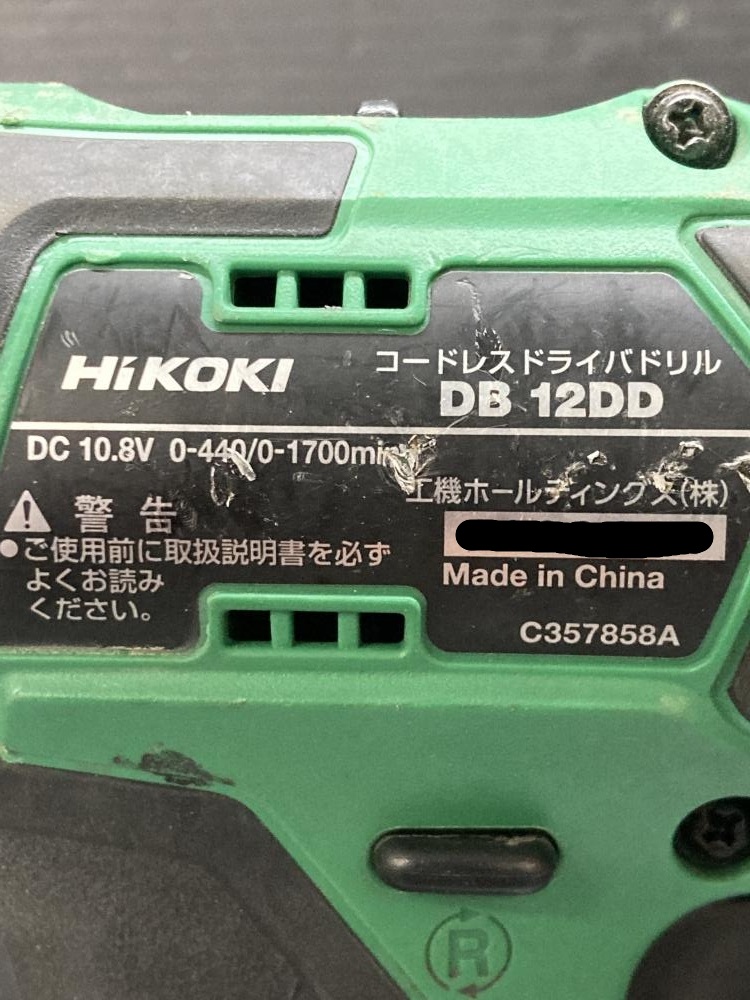 HiKOKI
コードレスドライバドリル
DB 12DD
DC 10.8V 0-440/0-1700min
工機ホールディングス(株)
警告
●ご使用前に取扱説明書を必ず
よくお読み
ください。
Made in China
C357858A
R